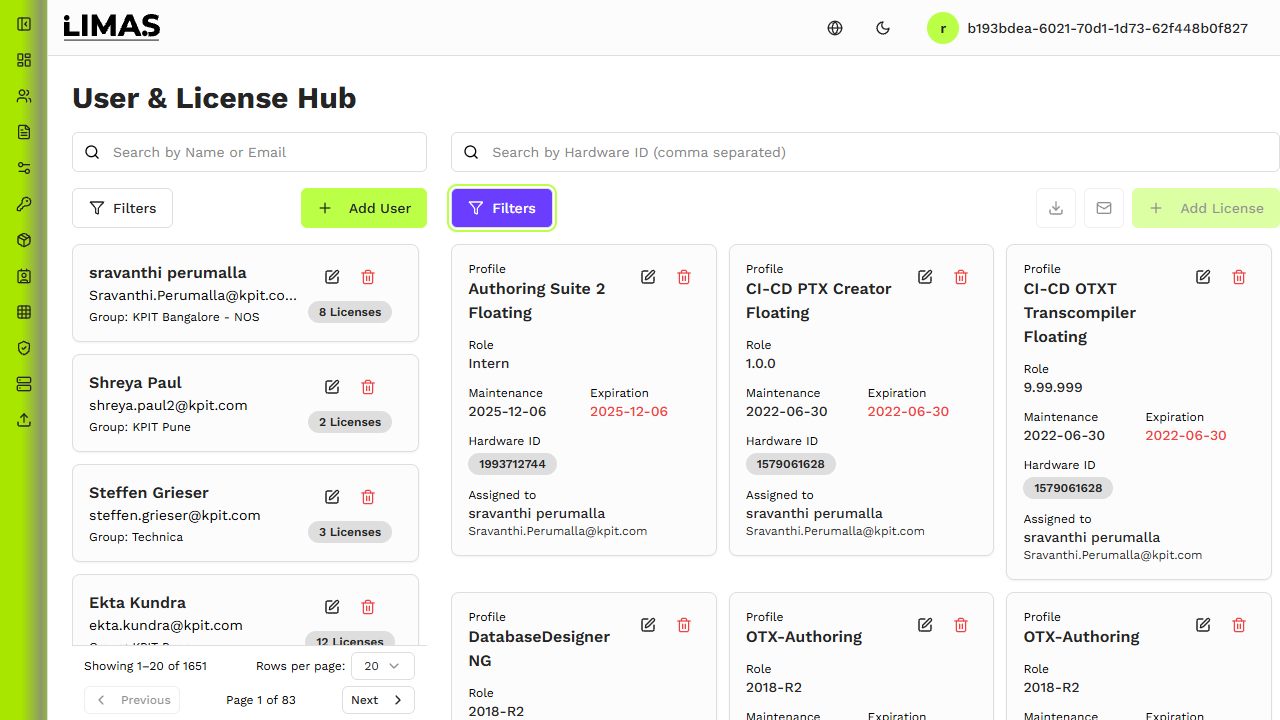 LIMAS
r
b193bdea-6021-70d1-1d73-62f448b0f827
User & License Hub
Search by Name or Email
Search by Hardware ID (comma separated)
Filters
Add User
Filters
Add License
sravanthi perumalla
Sravanthi.Perumalla@kpit.co...
Group: KPIT Bangalore - NOS
8 Licenses
Shreya Paul
shreya.paul2@kpit.com
Group: KPIT Pune
2 Licenses
Steffen Grieser
steffen.grieser@kpit.com
Group: Technica
3 Licenses
Ekta Kundra
ekta.kundra@kpit.com
12 Licenses
Showing 1–20 of 1651
Rows per page:
20
Previous
Page 1 of 83
Next
Profile
Authoring Suite 2
Floating
Role
Intern
Maintenance
Expiration
2025-12-06
2025-12-06
Hardware ID
1993712744
Assigned to
sravanthi perumalla
Sravanthi.Perumalla@kpit.com
Profile
CI-CD PTX Creator
Floating
Role
1.0.0
Maintenance
Expiration
2022-06-30
2022-06-30
Hardware ID
1579061628
Assigned to
sravanthi perumalla
Sravanthi.Perumalla@kpit.com
Profile
CI-CD OTXT
Transcompiler
Floating
Role
9.99.999
Maintenance
Expiration
2022-06-30
2022-06-30
Hardware ID
1579061628
Assigned to
sravanthi perumalla
Sravanthi.Perumalla@kpit.com
Profile
DatabaseDesigner
NG
Role
2018-R2
Profile
OTX-Authoring
Role
2018-R2
Maintenance
Expiration
Profile
OTX-Authoring
Role
2018-R2
Maintenance
Expiration